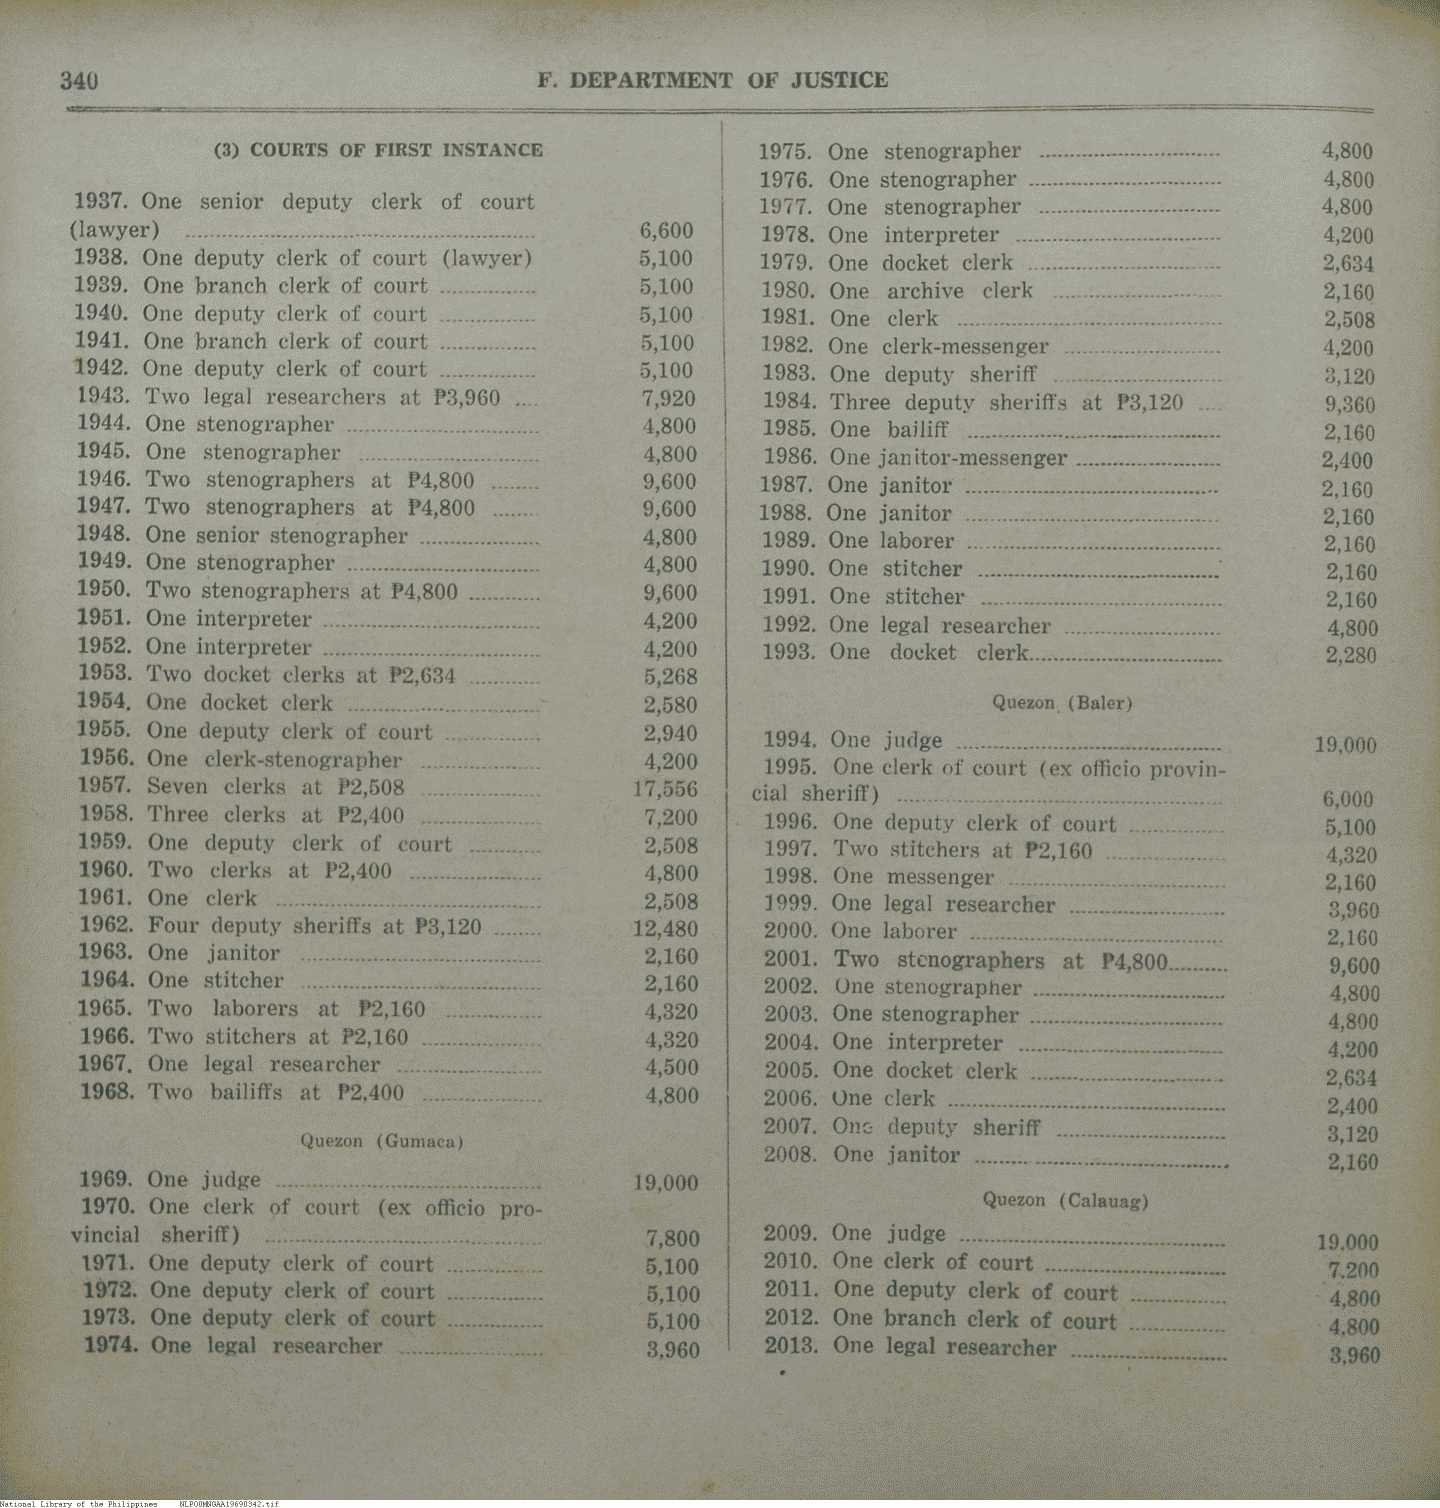 340
F. DEPARTMENT OF JUSTICE
(3) COURTS OF FIRST INSTANCE
1937. One senior deputy clerk of court
(lawyer) ........ 6,600
1938. One deputy clerk of court (lawyer) 5,100
1939. One branch clerk of court ........ 5,100
1940. One deputy clerk of court ........ 5,100
1941. One branch clerk of court ........ 5,100
1942. One deputy clerk of court ........ 5,100
1943. Two legal researchers at ₱3,960 .... 7,920
1944. One stenographer ........ 4,800
1945. One stenographer ........ 4,800
1946. Two stenographers at ₱4,800 ........ 9,600
1947. Two stenographers at ₱4,800 ........ 9,600
1948. One senior stenographer ........ 4,800
1949. One stenographer ........ 4,800
1950. Two stenographers at ₱4,800 ........ 9,600
1951. One interpreter ........ 4,200
1952. One interpreter ........ 4,200
1953. Two docket clerks at ₱2,634 ........ 5,268
1954. One docket clerk ........ 2,580
1955. One deputy clerk of court ........ 2,940
1956. One clerk-stenographer ........ 4,200
1957. Seven clerks at ₱2,508 ........ 17,556
1958. Three clerks at ₱2,400 ........ 7,200
1959. One deputy clerk of court ........ 2,508
1960. Two clerks at ₱2,400 ........ 4,800
1961. One clerk ........ 2,508
1962. Four deputy sheriffs at ₱3,120 ........ 12,480
1963. One janitor ........ 2,160
1964. One stitcher ........ 2,160
1965. Two laborers at ₱2,160 ........ 4,320
1966. Two stitchers at ₱2,160 ........ 4,320
1967. One legal researcher ........ 4,500
1968. Two bailiffs at ₱2,400 ........ 4,800
Quezon (Gumaca)
1969. One judge ........ 19,000
1970. One clerk of court (ex officio pro-
vincial sheriff) ........ 7,800
1971. One deputy clerk of court ........ 5,100
1972. One deputy clerk of court ........ 5,100
1973. One deputy clerk of court ........ 5,100
1974. One legal researcher ........ 3,960
1975. One stenographer ........ 4,800
1976. One stenographer ........ 4,800
1977. One stenographer ........ 4,800
1978. One interpreter ........ 4,200
1979. One docket clerk ........ 2,634
1980. One archive clerk ........ 2,160
1981. One clerk ........ 2,508
1982. One clerk-messenger ........ 4,200
1983. One deputy sheriff ........ 3,120
1984. Three deputy sheriffs at ₱3,120 .... 9,360
1985. One bailiff ........ 2,160
1986. One janitor-messenger ........ 2,400
1987. One janitor ........ 2,160
1988. One janitor ........ 2,160
1989. One laborer ........ 2,160
1990. One stitcher ........ 2,160
1991. One stitcher ........ 2,160
1992. One legal researcher ........ 4,800
1993. One docket clerk........ 2,280
Quezon (Baler)
1994. One judge ........ 19,000
1995. One clerk of court (ex officio provin-
cial sheriff) ........ 6,000
1996. One deputy clerk of court ........ 5,100
1997. Two stitchers at ₱2,160 ........ 4,320
1998. One messenger ........ 2,160
1999. One legal researcher ........ 3,960
2000. One laborer ........ 2,160
2001. Two stenographers at ₱4,800........ 9,600
2002. One stenographer ........ 4,800
2003. One stenographer ........ 4,800
2004. One interpreter ........ 4,200
2005. One docket clerk ........ 2,634
2006. One clerk ........ 2,400
2007. One deputy sheriff ........ 3,120
2008. One janitor ........ 2,160
Quezon (Calauag)
2009. One judge ........ 19.000
2010. One clerk of court ........ 7.200
2011. One deputy clerk of court ........ 4,800
2012. One branch clerk of court ........ 4,800
2013. One legal researcher ........ 3,960
National Library of the Philippines NLPO0MNGAA19690342.tif